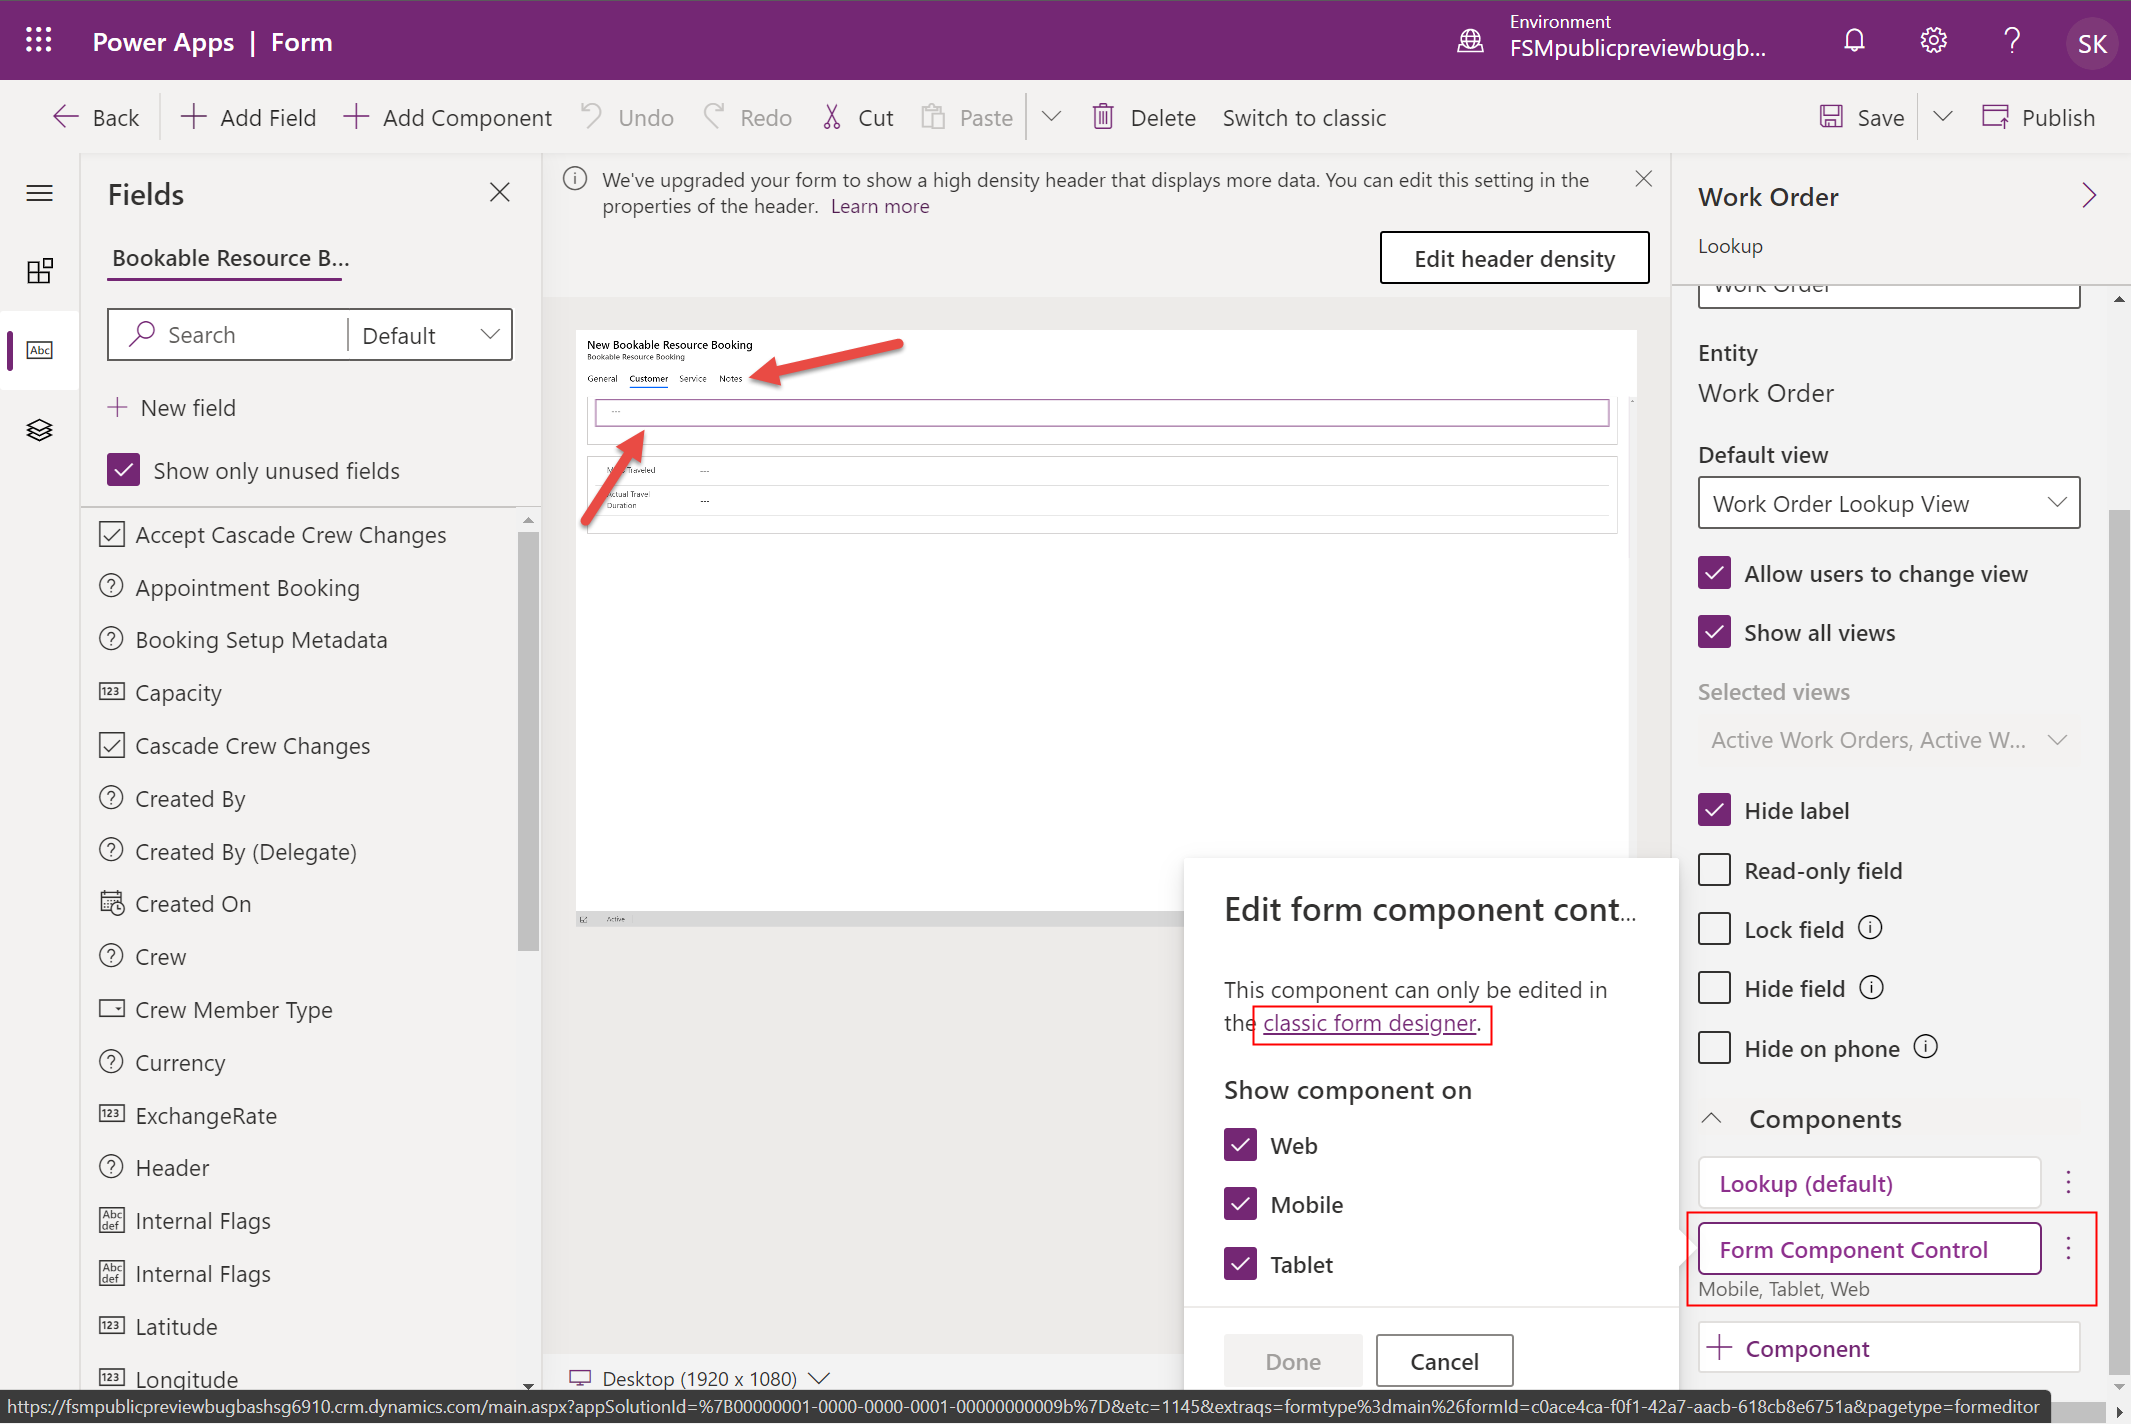 Power Apps | Form
Environment
FSMpublicpreviewbugb...
SK
Back
Add Field
Add Component
Undo
Redo
Cut
Paste
Delete
Switch to classic
Save
Publish
Fields
Bookable Resource B...
Search
Default
New field
Show only unused fields
Accept Cascade Crew Changes
Appointment Booking
Booking Setup Metadata
123 Capacity
Cascade Crew Changes
Created By
Created By (Delegate)
Created On
Crew
Crew Member Type
Currency
123 ExchangeRate
Header
Abc def Internal Flags
Abc def Internal Flags
123 Latitude
123 Longitude
Abc
We've upgraded your form to show a high density header that displays more data. You can edit this setting in the
properties of the header. Learn more
Edit header density
New Bookable Resource Booking
Bookable Resource Booking
General Customer Service Notes
---
Traveled ---
Actual Travel
Duration ---
Active
Desktop (1920 x 1080)
Edit form component cont...
This component can only be edited in
the classic form designer.
Show component on
Web
Mobile
Tablet
Done
Cancel
Work Order
Lookup
Work Order
Entity
Work Order
Default view
Work Order Lookup View
Allow users to change view
Show all views
Selected views
Active Work Orders, Active W...
Hide label
Read-only field
Lock field
Hide field
Hide on phone
Components
Lookup (default)
Form Component Control
Mobile, Tablet, Web
Component
https://fsmpublicpreviewbugbashsg6910.crm.dynamics.com/main.aspx?appSolutionId=%7B00000001-0000-0000-0001-00000000009b%7D&etc=1145&extraqs=formtype%3dmain%26formId=c0ace4ca-f0f1-42a7-aacb-618cb8e6751a&pagetype=formeditor